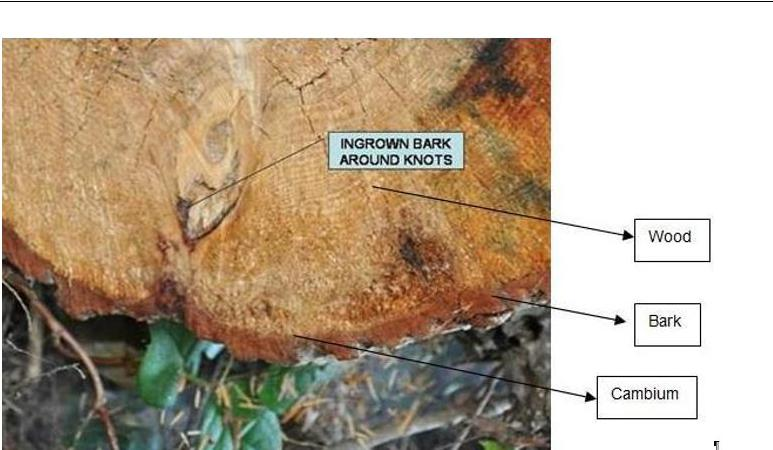 INGROWN BARK
AROUND KNOTS
Wood
Bark
Cambium
¶